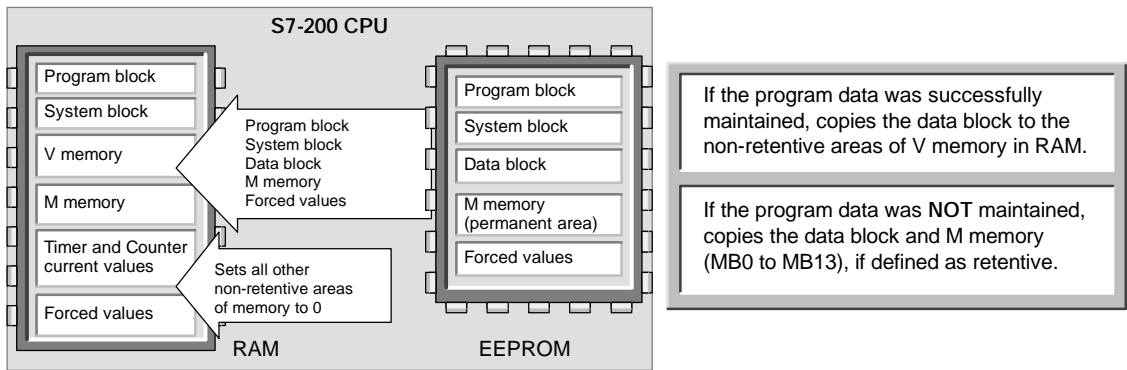 S7-200 CPU
Program block
System block
V memory
M memory
Timer and Counter
current values
Forced values
RAM
Program block
System block
Data block
M memory
Forced values
Sets all other
non-retentive areas
of memory to 0
Program block
System block
Data block
M memory
(permanent area)
Forced values
EEPROM
If the program data was successfully
maintained, copies the data block to the
non-retentive areas of V memory in RAM.
If the program data was NOT maintained,
copies the data block and M memory
(MB0 to MB13), if defined as retentive.